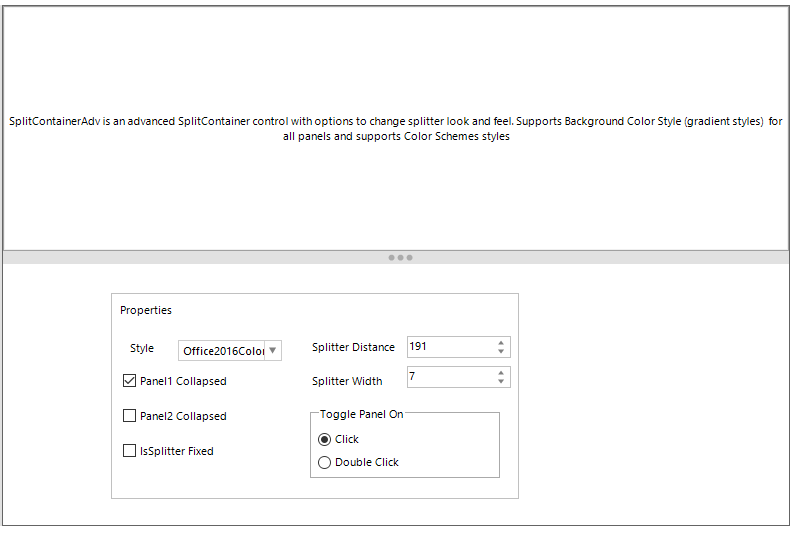 SplitContainerAdv is an advanced SplitContainer control with options to change splitter look and feel. Supports Background Color Style (gradient styles) for
all panels and supports Color Schemes styles
Properties
Style Office2016Color
Splitter Distance 191
Panel1 Collapsed
Splitter Width 7
Panel2 Collapsed
Toggle Panel On
Click
IsSplitter Fixed
Double Click